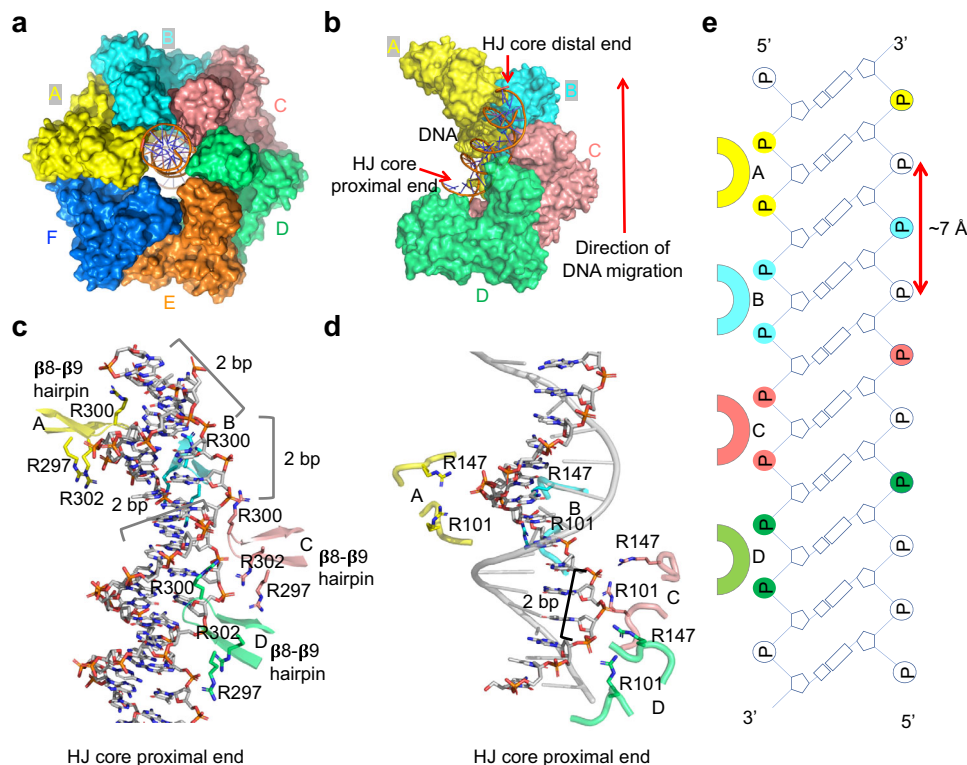 a
B
A
C
D
E
F
b
A
HJ core distal end
B
DNA
C
HJ core
proximal end
Direction of
DNA migration
D
c
2 bp
β8-β9
hairpin
R300
A
B
R300
R297
2 bp
R302
2 bp
R300
C
R302
β8-β9
hairpin
R300
R297
R302
D
β8-β9
hairpin
R297
HJ core proximal end
d
R147
R147
A
B
R101
R101
R147
C
R101
2 bp
R147
R101
D
HJ core proximal end
e
5’
3’
P
P
P
A
P
P
P
~7 Å
P
B
P
P
P
P
C
P
P
P
P
D
P
P
P
P
3’
5’